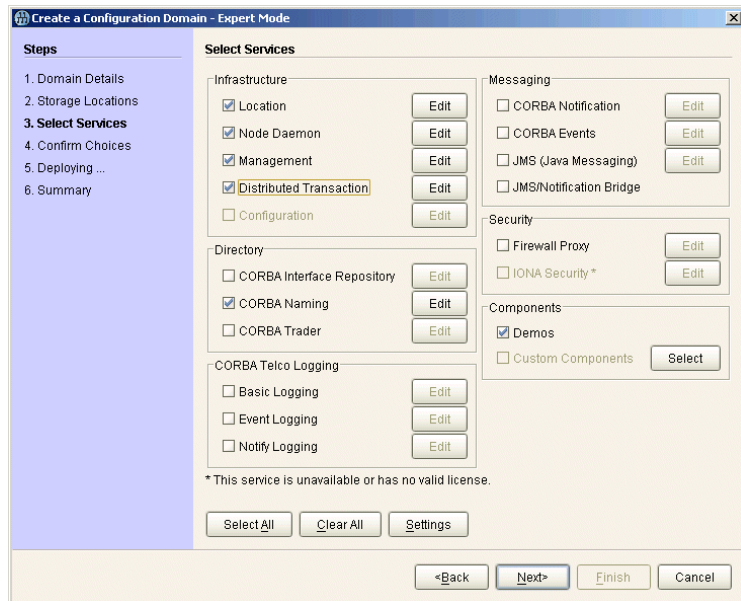 Create a Configuration Domain - Expert Mode
Steps
1. Domain Details
2. Storage Locations
3. Select Services
4. Confirm Choices
5. Deploying ...
6. Summary
Select Services
Infrastructure
Location Edit
Node Daemon Edit
Management Edit
Distributed Transaction Edit
Configuration Edit
Directory
CORBA Interface Repository Edit
CORBA Naming Edit
CORBA Trader Edit
CORBA Telco Logging
Basic Logging Edit
Event Logging Edit
Notify Logging Edit
Messaging
CORBA Notification Edit
CORBA Events Edit
JMS (Java Messaging) Edit
JMS/Notification Bridge
Security
Firewall Proxy Edit
IONA Security * Edit
Components
Demos
Custom Components Select
* This service is unavailable or has no valid license.
Select All Clear All Settings
<Back Next> Finish Cancel